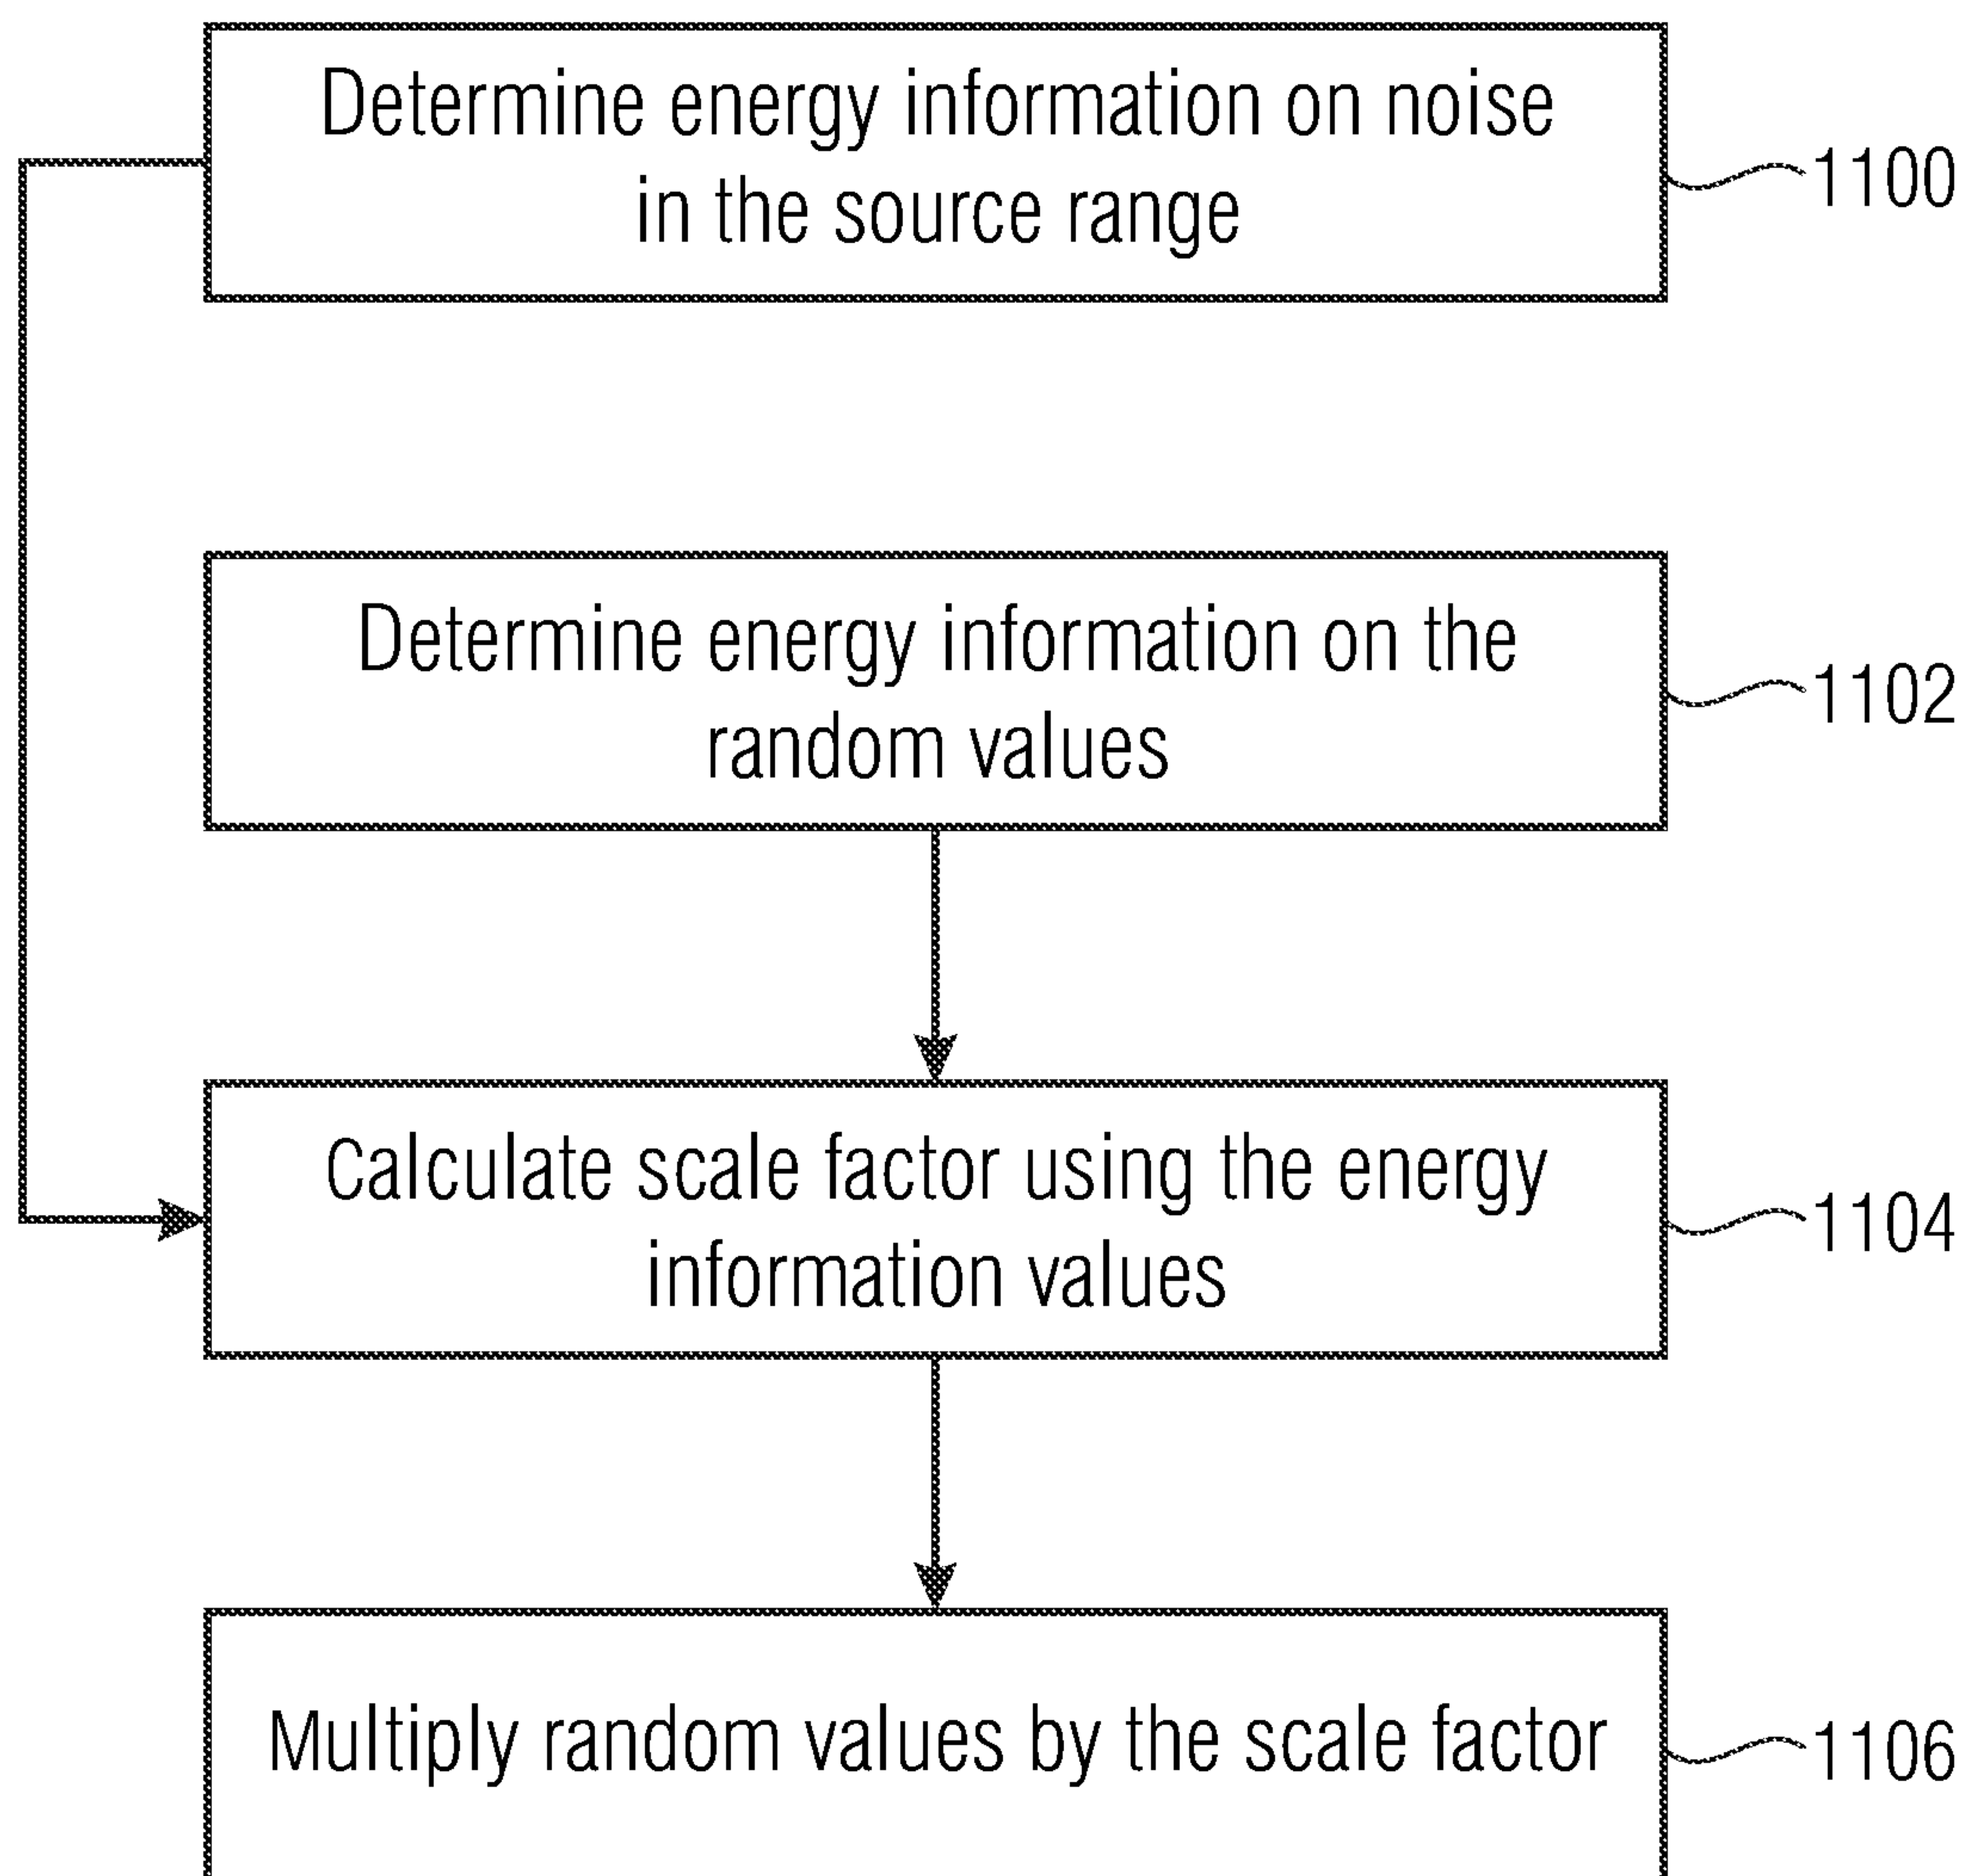 Determine energy information on noise
in the source range
1100
Determine energy information on the
random values
1102
Calculate scale factor using the energy
information values
1104
Multiply random values by the scale factor
1106